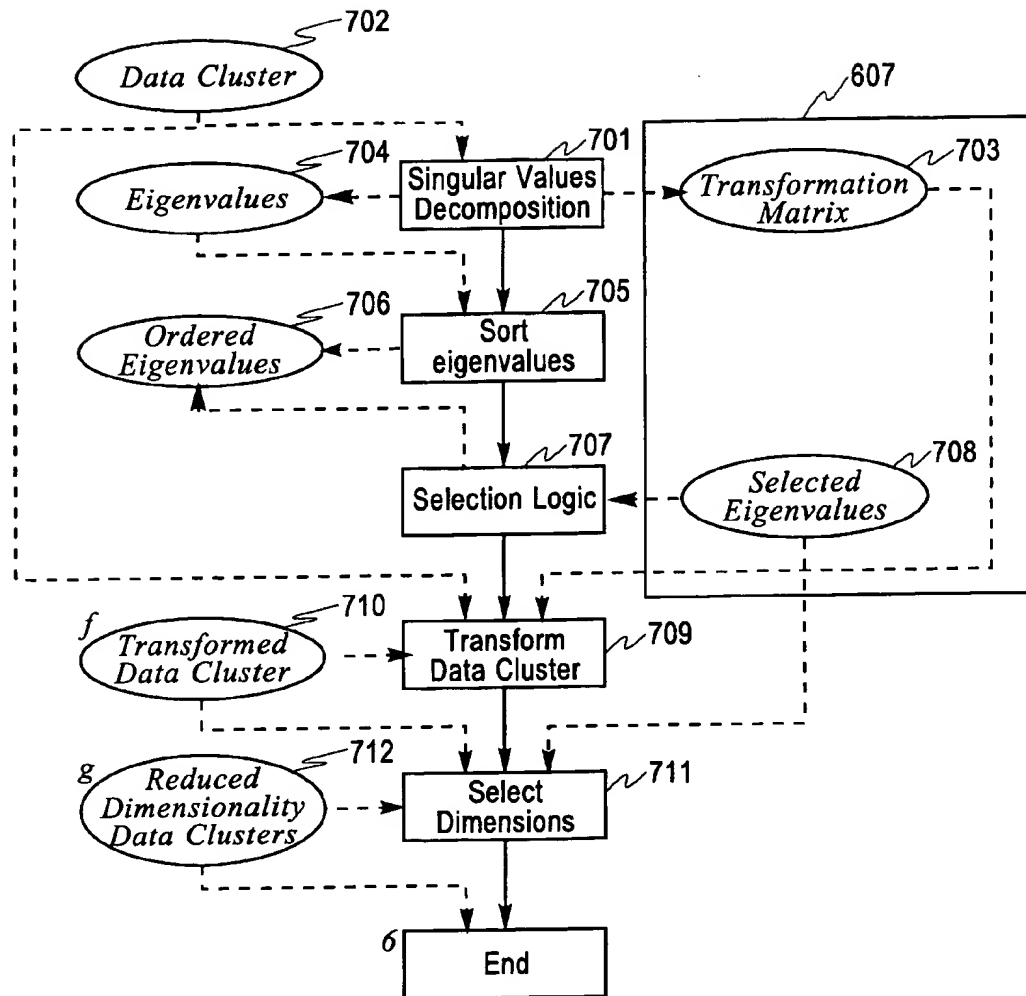 702
Data Cluster
607
704
701
703
Eigenvalues
Singular Values
Decomposition
Transformation
Matrix
706
705
Ordered
Eigenvalues
Sort
eigenvalues
707
708
Selection Logic
Selected
Eigenvalues
f
710
Transformed
Data Cluster
Transform
Data Cluster
709
g
712
Reduced
Dimensionality
Data Clusters
Select
Dimensions
711
6
End